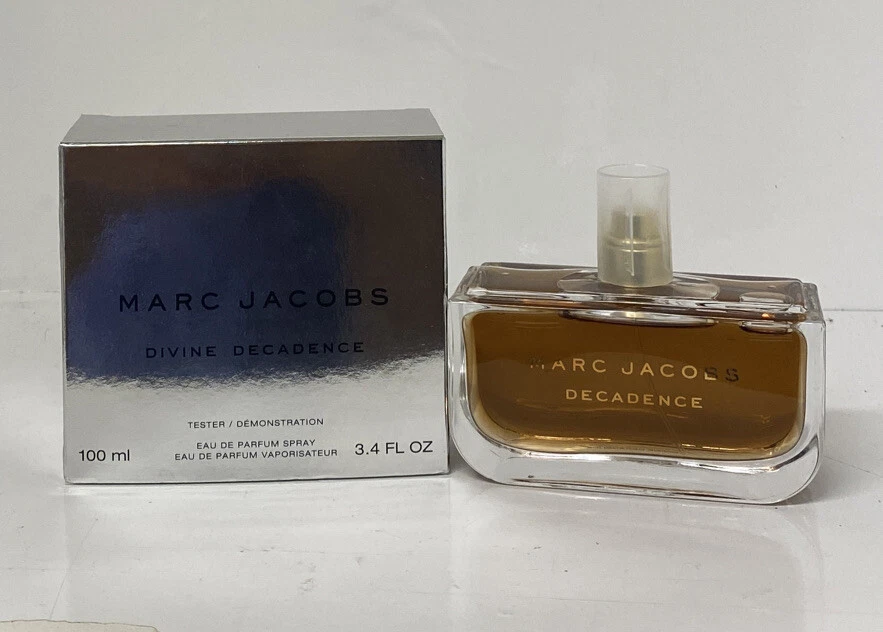 MARC JACOBS
DIVINE DECADENCE
TESTER / DÉMONSTRATION
EAU DE PARFUM SPRAY
EAU DE PARFUM VAPORISATEUR
100 ml
3.4 FL OZ
MARC JACOBS
DECADENCE